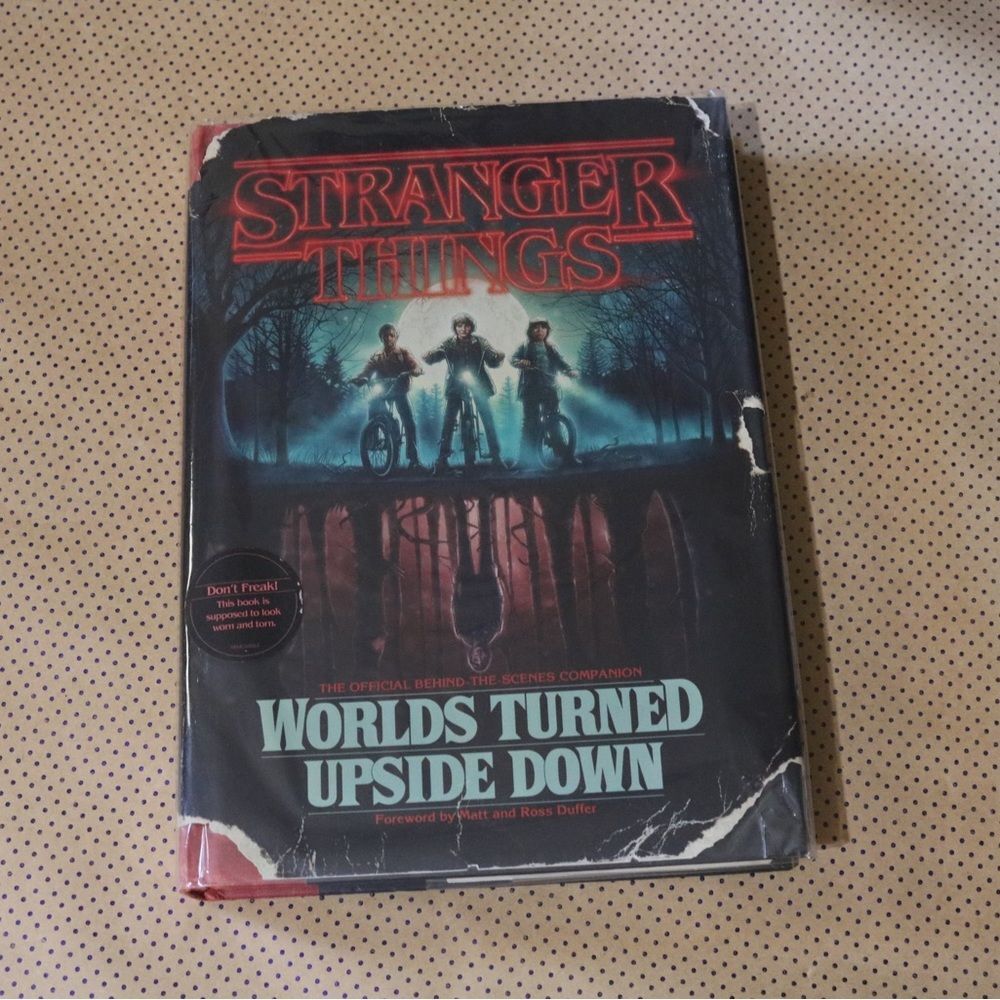 STRANGER
THINGS
Don't Freak!
This book is
supposed to look
worn and torn.
THE OFFICIAL BEHIND-THE-SCENES COMPANION
WORLDS TURNED
UPSIDE DOWN
Foreword by Matt and Ross Duffer